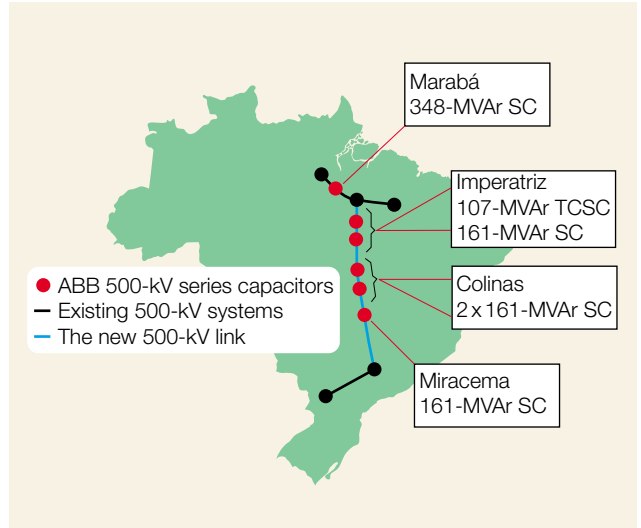 Marabá
348-MVAr SC
Imperatriz
107-MVAr TCSC
161-MVAr SC
ABB 500-kV series capacitors
Existing 500-kV systems
The new 500-kV link
Colinas
2 x 161-MVAr SC
Miracema
161-MVAr SC